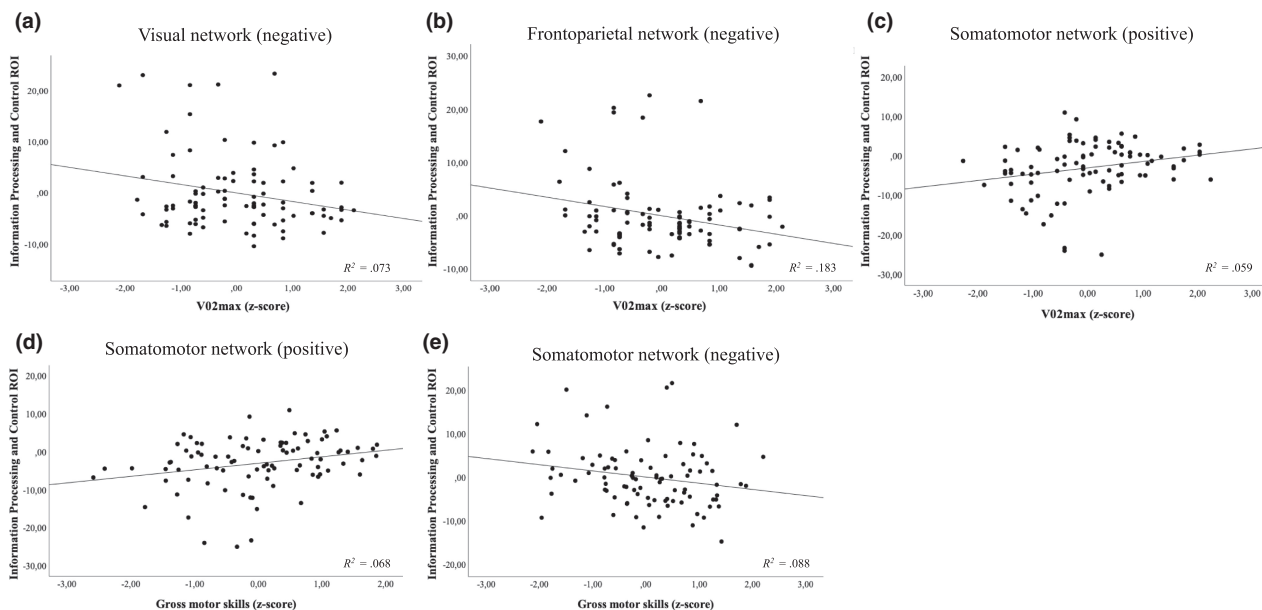 (a)
Visual network (negative)
Information Processing and Control ROI
20,00
10,00
,00
-10,00
R² = .073
-3,00 -2,00 -1,00 ,00 1,00 2,00 3,00
V02max (z-score)
(b)
Frontoparietal network (negative)
Information Processing and Control ROI
30,00
20,00
10,00
,00
-10,00
R² = .183
-3,00 -2,00 -1,00 ,00 1,00 2,00 3,00
V02max (z-score)
(c)
Somatomotor network (positive)
Information Processing and Control ROI
20,00
10,00
,00
-10,00
-20,00
-30,00
R² = .059
-3,00 -2,00 -1,00 0,00 1,00 2,00 3,00
V02max (z-score)
(d)
Somatomotor network (positive)
Information Processing and Control ROI
20,00
10,00
,00
-10,00
-20,00
-30,00
R² = .068
-3,00 -2,00 -1,00 ,00 1,00 2,00
Gross motor skills (z-score)
(e)
Somatomotor network (negative)
Information Processing and Control ROI
20,00
10,00
,00
-10,00
-20,00
R² = .088
-3,00 -2,00 -1,00 ,00 1,00 2,00 3,00
Gross motor skills (z-score)